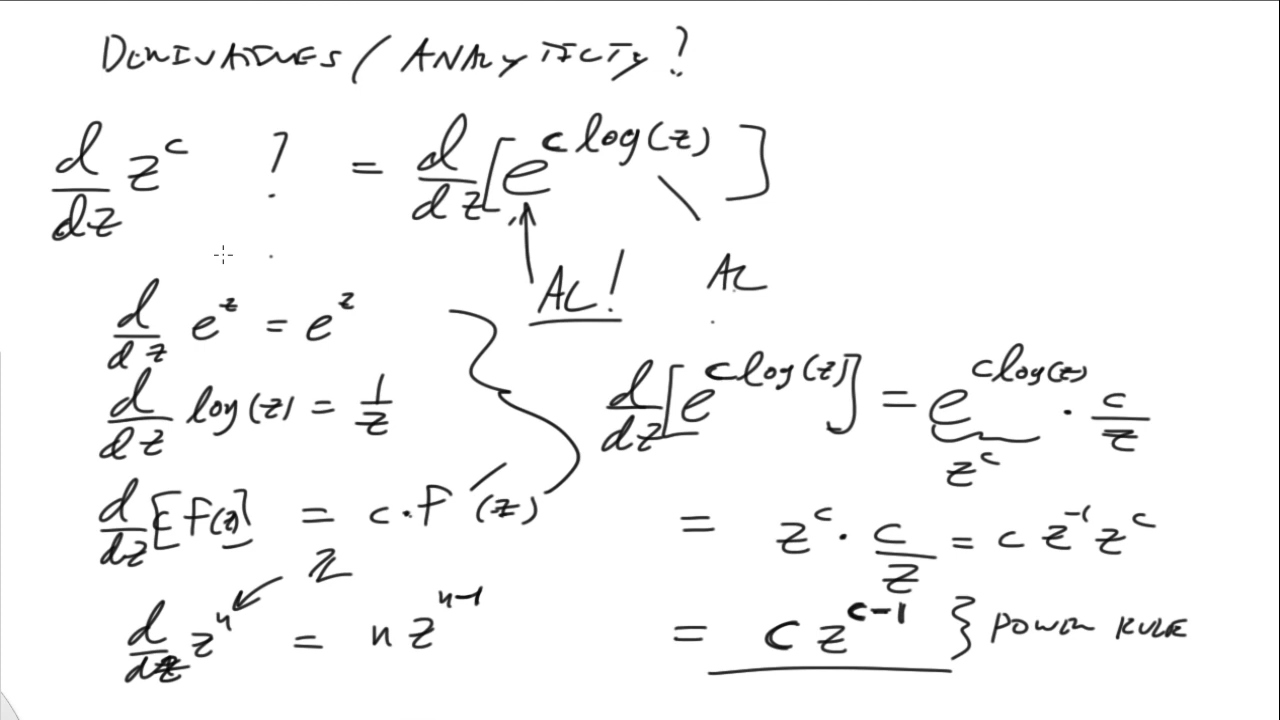 DERIVATIVES / ANALYTICITY?
d/dz z^c ? = d/dz [e^{c log(z)}]
AC! AC
d/dz e^z = e^z
d/dz log(z) = 1/z
d/dz [e^{c log(z)}] = e^{c log(z)} · c/z
z^c
d/dz [c f(z)] = c · f'(z)
= z^c · c/z = c z^{-1} z^c
ℤ
d/dz z^n = n z^{n-1}
= c z^{c-1} } POWER RULE